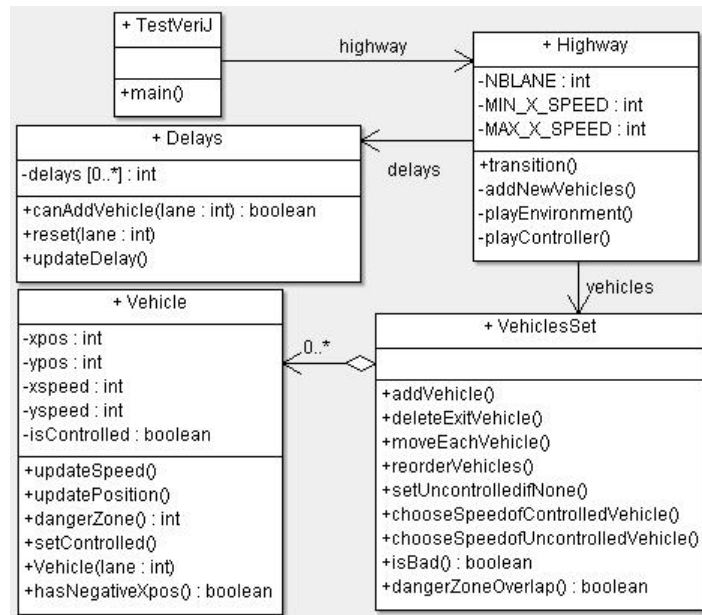 + TestVeriJ
+main()
highway
+ Highway
-NBLANE : int
-MIN_X_SPEED : int
-MAX_X_SPEED : int
+transition()
-addNewVehicles()
-playEnvironment()
-playController()
+ Delays
-delays [0..*] : int
+canAddVehicle(lane : int) : boolean
+reset(lane : int)
+updateDelay()
delays
vehicles
+ Vehicle
-xpos : int
-ypos : int
-xspeed : int
-yspeed : int
-isControlled : boolean
+updateSpeed()
+updatePosition()
+dangerZone() : int
+setControlled()
+Vehicle(lane : int)
+hasNegativeXpos() : boolean
0..*
+ VehiclesSet
+addVehicle()
+deleteExitVehicle()
+moveEachVehicle()
+reorderVehicles()
+setUncontrolledifNone()
+chooseSpeedofControlledVehicle()
+chooseSpeedofUncontrolledVehicle()
+isBad() : boolean
+dangerZoneOverlap() : boolean